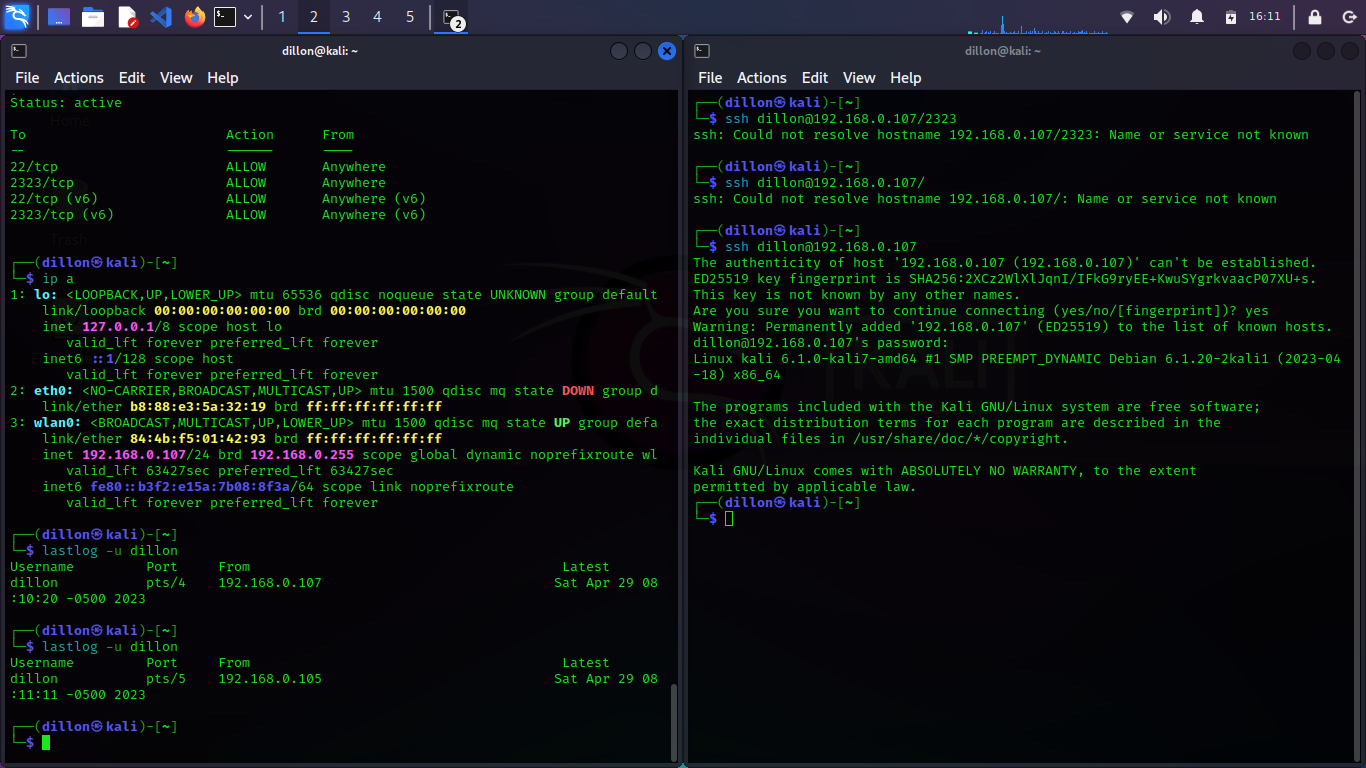 1 2 3 4 5 2 16:11
dillon@kali: ~
File Actions Edit View Help
Status: active
Home
To Action From
-- ------ ----
22/tcp ALLOW Anywhere
2323/tcp ALLOW Anywhere
22/tcp (v6) ALLOW Anywhere (v6)
2323/tcp (v6) ALLOW Anywhere (v6)
Trash
┌──(dillon㉿kali)-[~]
└─$ ip a
1: lo: <LOOPBACK,UP,LOWER_UP> mtu 65536 qdisc noqueue state UNKNOWN group default
link/loopback 00:00:00:00:00:00 brd 00:00:00:00:00:00
inet 127.0.0.1/8 scope host lo
valid_lft forever preferred_lft forever
inet6 ::1/128 scope host
valid_lft forever preferred_lft forever
2: eth0: <NO-CARRIER,BROADCAST,MULTICAST,UP> mtu 1500 qdisc mq state DOWN group d
link/ether b8:88:e3:5a:32:19 brd ff:ff:ff:ff:ff:ff
3: wlan0: <BROADCAST,MULTICAST,UP,LOWER_UP> mtu 1500 qdisc mq state UP group defa
link/ether 84:4b:f5:01:42:93 brd ff:ff:ff:ff:ff:ff
inet 192.168.0.107/24 brd 192.168.0.255 scope global dynamic noprefixroute wl
valid_lft 63427sec preferred_lft 63427sec
inet6 fe80::b3f2:e15a:7b08:8f3a/64 scope link noprefixroute
valid_lft forever preferred_lft forever
┌──(dillon㉿kali)-[~]
└─$ lastlog -u dillon
Username Port From Latest
dillon pts/4 192.168.0.107 Sat Apr 29 08
:10:20 -0500 2023
┌──(dillon㉿kali)-[~]
└─$ lastlog -u dillon
Username Port From Latest
dillon pts/5 192.168.0.105 Sat Apr 29 08
:11:11 -0500 2023
┌──(dillon㉿kali)-[~]
└─$
dillon@kali: ~
File Actions Edit View Help
┌──(dillon㉿kali)-[~]
└─$ ssh dillon@192.168.0.107/2323
ssh: Could not resolve hostname 192.168.0.107/2323: Name or service not known
┌──(dillon㉿kali)-[~]
└─$ ssh dillon@192.168.0.107/
ssh: Could not resolve hostname 192.168.0.107/: Name or service not known
┌──(dillon㉿kali)-[~]
└─$ ssh dillon@192.168.0.107
The authenticity of host '192.168.0.107 (192.168.0.107)' can't be established.
ED25519 key fingerprint is SHA256:2XCz2WlXlJqnI/IFkG9ryEE+KwuSYgrkvaacP07XU+s.
This key is not known by any other names.
Are you sure you want to continue connecting (yes/no/[fingerprint])? yes
Warning: Permanently added '192.168.0.107' (ED25519) to the list of known hosts.
dillon@192.168.0.107's password:
Linux kali 6.1.0-kali7-amd64 #1 SMP PREEMPT_DYNAMIC Debian 6.1.20-2kali1 (2023-04
-18) x86_64
KALI
The programs included with the Kali GNU/Linux system are free software;
the exact distribution terms for each program are described in the
individual files in /usr/share/doc/*/copyright.
Kali GNU/Linux comes with ABSOLUTELY NO WARRANTY, to the extent
permitted by applicable law.
┌──(dillon㉿kali)-[~]
└─$